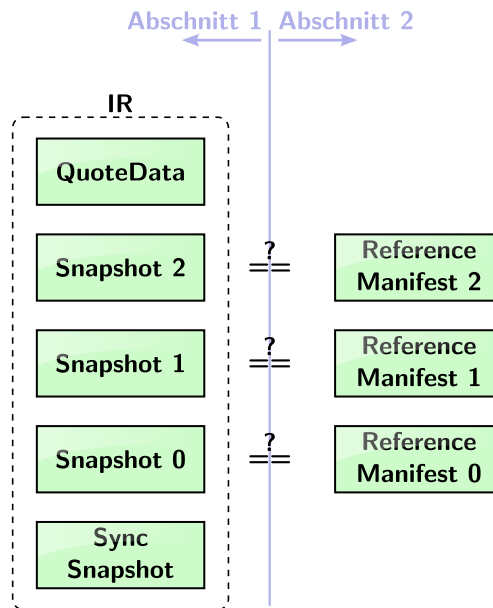 Abschnitt 1 Abschnitt 2
IR
QuoteData
Snapshot 2
?
=
Reference
Manifest 2
Snapshot 1
?
=
Reference
Manifest 1
Snapshot 0
?
=
Reference
Manifest 0
Sync
Snapshot